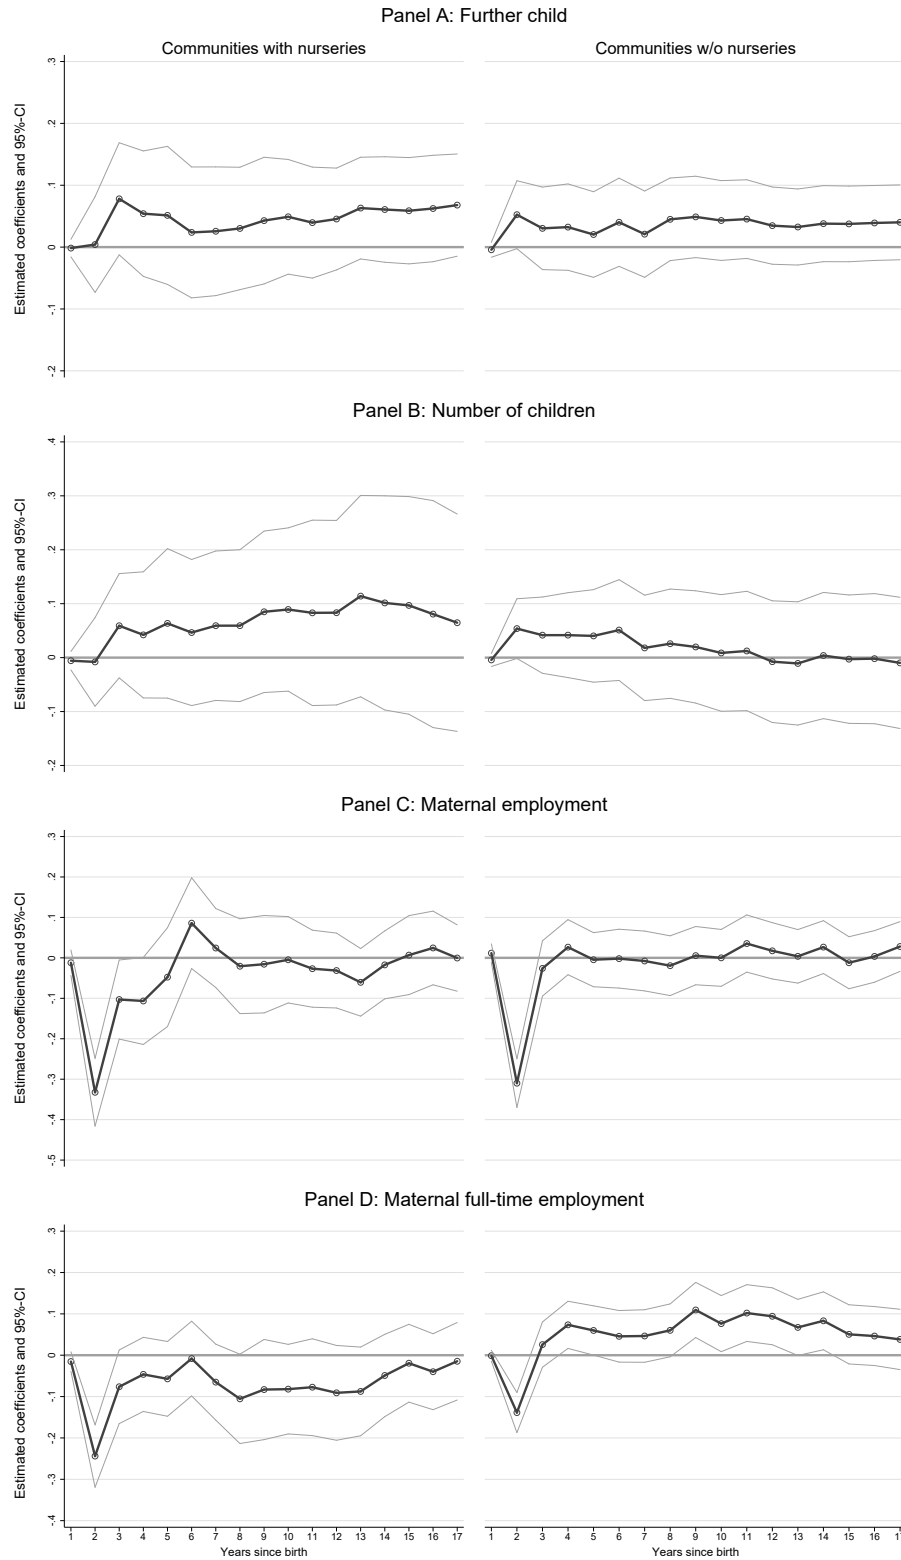 Panel A: Further child
Communities with nurseries
Communities w/o nurseries
Estimated coefficients and 95%-CI
.3
.2
.1
0
-.1
-.2
Panel B: Number of children
Estimated coefficients and 95%-CI
.4
.3
.2
.1
0
-.1
-.2
Panel C: Maternal employment
Estimated coefficients and 95%-CI
.3
.2
.1
0
-.1
-.2
-.3
-.4
-.5
Panel D: Maternal full-time employment
Estimated coefficients and 95%-CI
.3
.2
.1
0
-.1
-.2
-.3
-.4
1 2 3 4 5 6 7 8 9 10 11 12 13 14 15 16 17
1 2 3 4 5 6 7 8 9 10 11 12 13 14 15 16
Years since birth
Years since birth